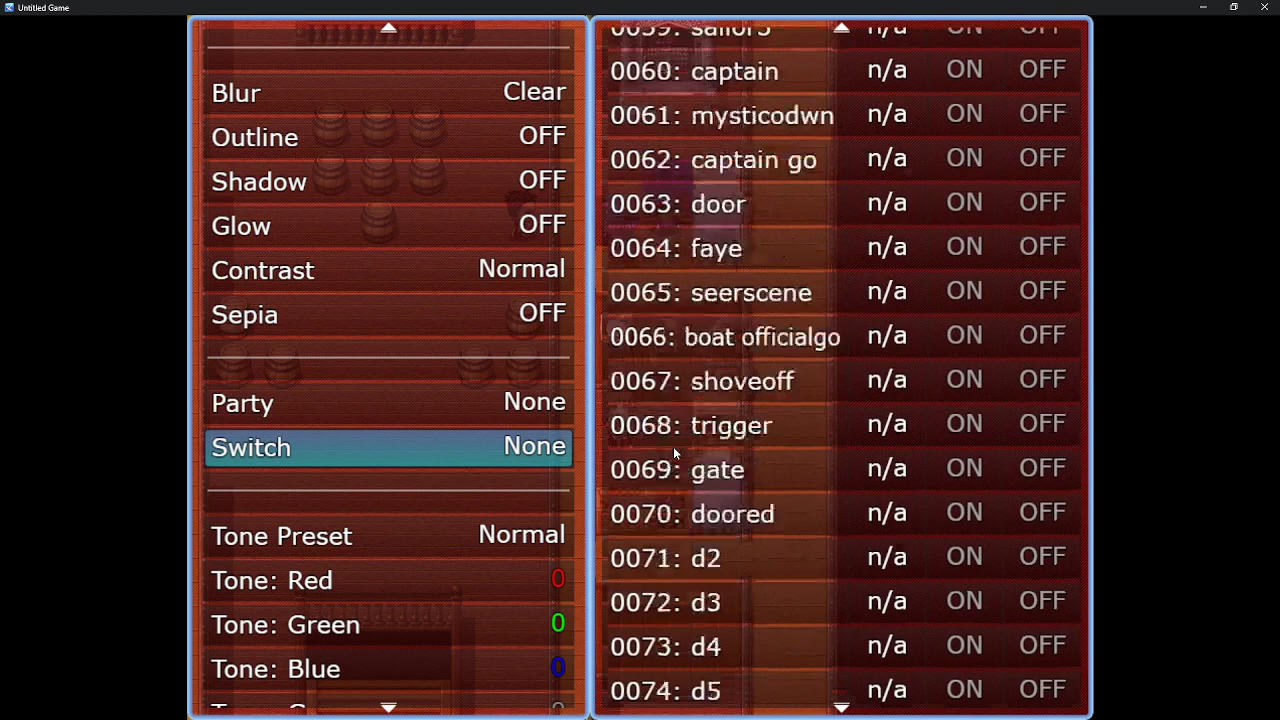 Untitled Game
Blur Clear
Outline OFF
Shadow OFF
Glow OFF
Contrast Normal
Sepia OFF
Party None
Switch None
Tone Preset Normal
Tone: Red 0
Tone: Green 0
Tone: Blue 0
0059: sailor5 n/a ON OFF
0060: captain n/a ON OFF
0061: mysticodwn n/a ON OFF
0062: captain go n/a ON OFF
0063: door n/a ON OFF
0064: faye n/a ON OFF
0065: seerscene n/a ON OFF
0066: boat officialgo n/a ON OFF
0067: shoveoff n/a ON OFF
0068: trigger n/a ON OFF
0069: gate n/a ON OFF
0070: doored n/a ON OFF
0071: d2 n/a ON OFF
0072: d3 n/a ON OFF
0073: d4 n/a ON OFF
0074: d5 n/a ON OFF